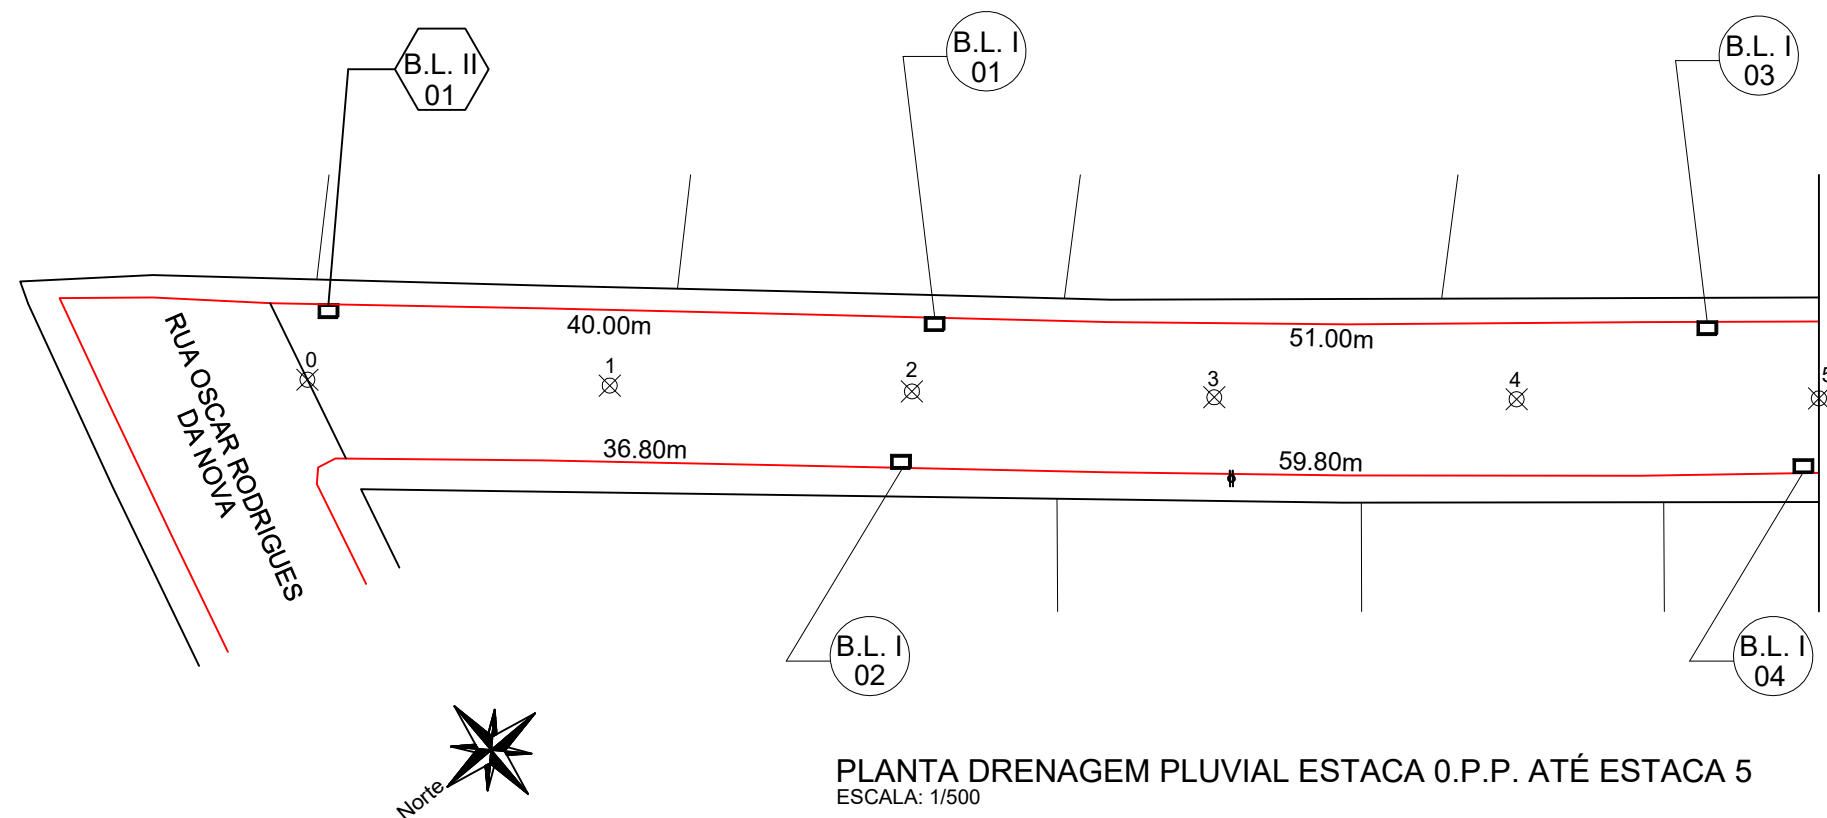 B.L. II
01
B.L. I
01
B.L. I
03
40.00m
51.00m
RUA OSCAR RODRIGUES
DA NOVA
0
1
2
3
4
5
36.80m
59.80m
B.L. I
02
B.L. I
04
Norte
PLANTA DRENAGEM PLUVIAL ESTACA 0.P.P. ATÉ ESTACA 5
ESCALA: 1/500